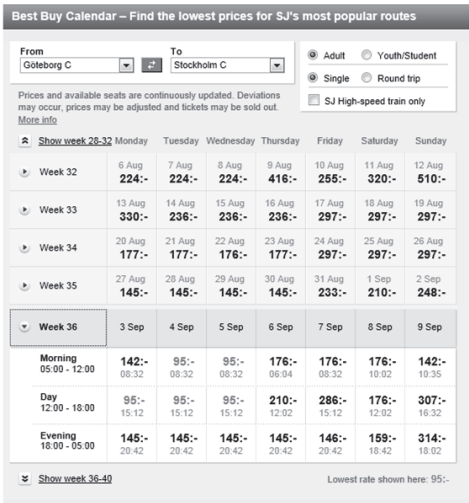 Best Buy Calendar – Find the lowest prices for SJ's most popular routes
From To
Göteborg C Stockholm C
Adult Youth/Student
Single Round trip
SJ High-speed train only
Prices and available seats are continuously updated. Deviations
may occur, prices may be adjusted and tickets may be sold out.
More info
Show week 28-32 Monday Tuesday Wednesday Thursday Friday Saturday Sunday
6 Aug 7 Aug 8 Aug 9 Aug 10 Aug 11 Aug 12 Aug
Week 32 224:- 224:- 224:- 416:- 255:- 320:- 510:-
13 Aug 14 Aug 15 Aug 16 Aug 17 Aug 18 Aug 19 Aug
Week 33 330:- 236:- 236:- 236:- 297:- 297:- 297:-
20 Aug 21 Aug 22 Aug 23 Aug 24 Aug 25 Aug 26 Aug
Week 34 177:- 177:- 176:- 177:- 297:- 297:- 297:-
27 Aug 28 Aug 29 Aug 30 Aug 31 Aug 1 Sep 2 Sep
Week 35 145:- 145:- 145:- 145:- 233:- 210:- 248:-
Week 36 3 Sep 4 Sep 5 Sep 6 Sep 7 Sep 8 Sep 9 Sep
Morning 142:- 95:- 95:- 176:- 176:- 176:- 142:-
05:00 - 12:00 08:32 08:32 08:32 06:04 08:32 10:02 10:35
Day 95:- 95:- 95:- 210:- 286:- 176:- 307:-
12:00 - 18:00 15:12 15:12 15:12 12:02 15:12 12:02 16:32
Evening 145:- 145:- 145:- 145:- 146:- 159:- 314:-
18:00 - 05:00 20:42 20:42 20:42 20:42 20:42 18:42 18:02
Show week 36-40 Lowest rate shown here: 95:-